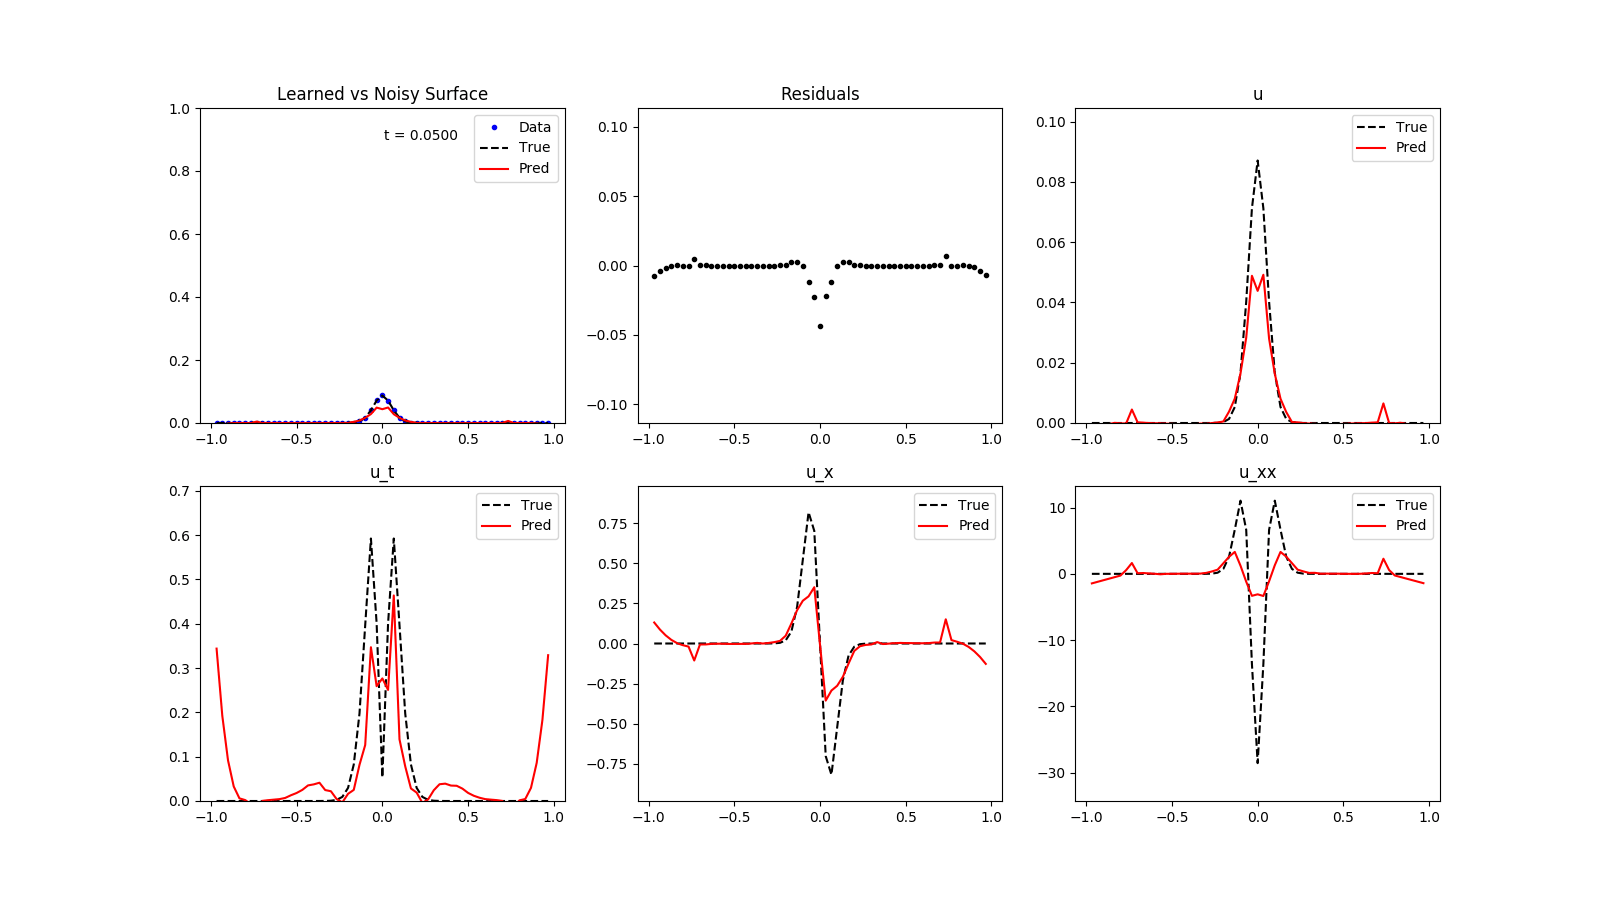 Learned vs Noisy Surface
1.0
0.8
0.6
0.4
0.2
0.0
−1.0 −0.5 0.0 0.5 1.0
t = 0.0500
Data
True
Pred
Residuals
0.10
0.05
0.00
−0.05
−0.10
−1.0 −0.5 0.0 0.5 1.0
u
0.10
0.08
0.06
0.04
0.02
0.00
−1.0 −0.5 0.0 0.5 1.0
True
Pred
u_t
0.7
0.6
0.5
0.4
0.3
0.2
0.1
0.0
−1.0 −0.5 0.0 0.5 1.0
True
Pred
u_x
0.75
0.50
0.25
0.00
−0.25
−0.50
−0.75
−1.0 −0.5 0.0 0.5 1.0
True
Pred
u_xx
10
0
−10
−20
−30
−1.0 −0.5 0.0 0.5 1.0
True
Pred